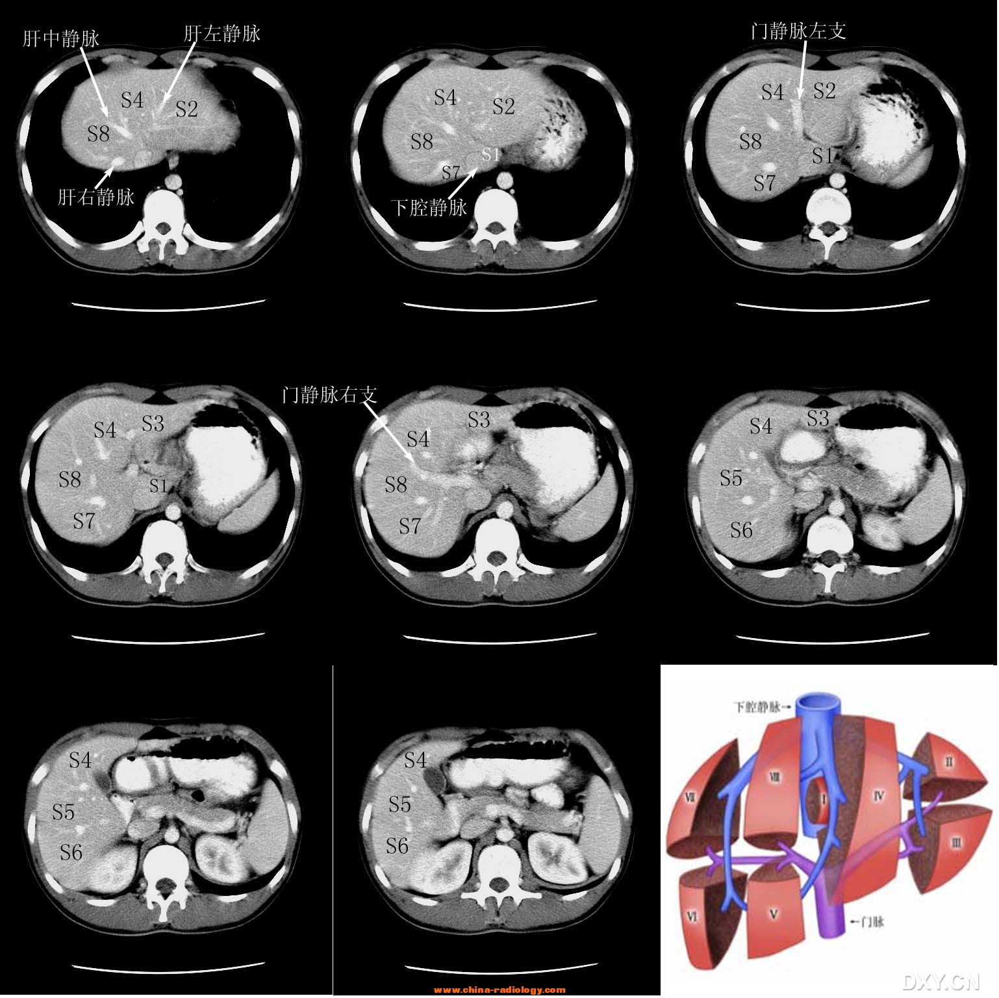 肝中静脉
肝左静脉
S4
S2
S8
肝右静脉
S4
S2
S8
S1
S7
下腔静脉
门静脉左支
S4
S2
S8
S1
S7
S4
S3
S8
S1
S7
门静脉右支
S3
S4
S8
S7
S3
S4
S5
S6
S4
S5
S6
S4
S5
S6
下腔静脉
II
VIII
VII
I
IV
III
VI
V
门脉
DXY.CN
www.china-radiology.com